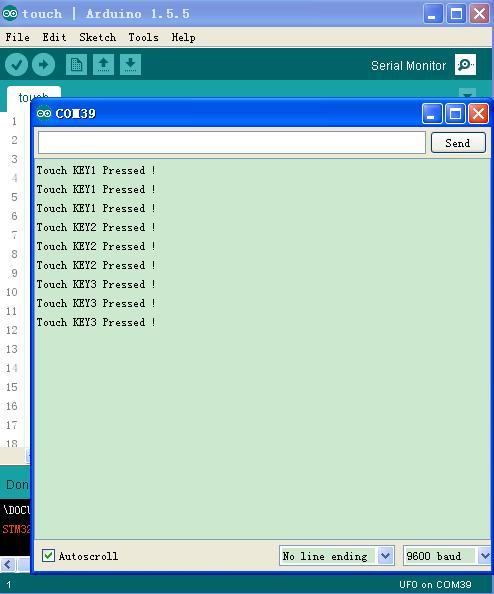 touch | Arduino 1.5.5
File Edit Sketch Tools Help
Serial Monitor
touch
COM39
Send
1
2
3
4
5
6
7
8
9
10
11
12
13
14
15
16
17
18
Touch KEY1 Pressed !
Touch KEY1 Pressed !
Touch KEY1 Pressed !
Touch KEY2 Pressed !
Touch KEY2 Pressed !
Touch KEY2 Pressed !
Touch KEY3 Pressed !
Touch KEY3 Pressed !
Touch KEY3 Pressed !
Don
\DOCU
STM32
Autoscroll
No line ending
9600 baud
1
UFO on COM39